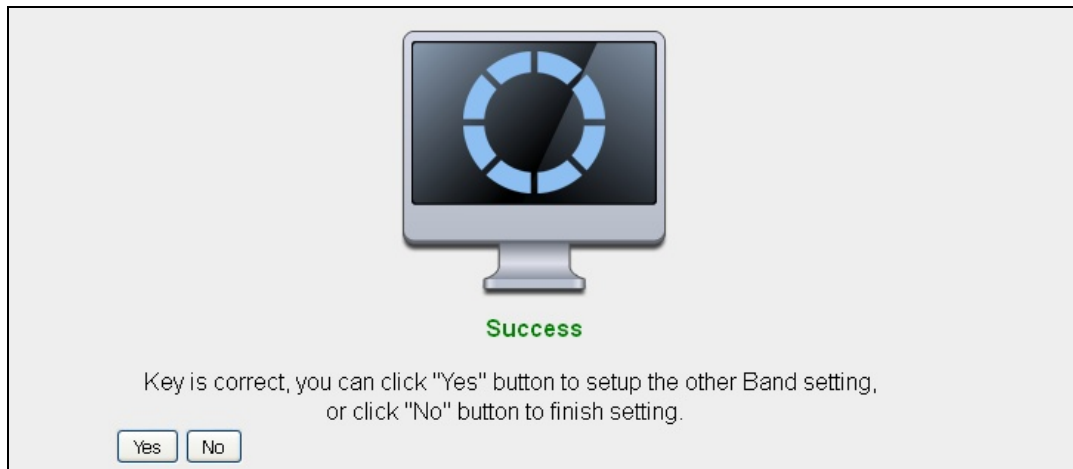 Success
Key is correct, you can click "Yes" button to setup the other Band setting,
or click "No" button to finish setting.
Yes No